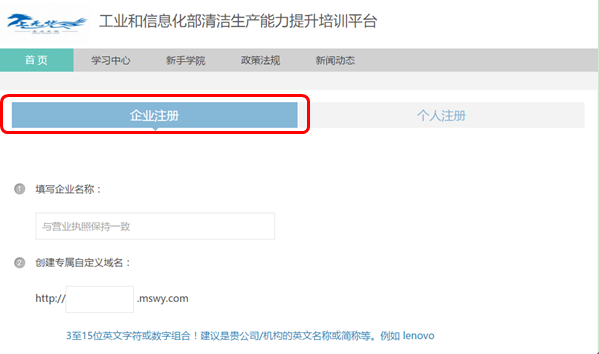 工业和信息化部清洁生产能力提升培训平台
首 页 学习中心 新手学院 政策法规 新闻动态
企业注册 个人注册
1 填写企业名称：
与营业执照保持一致
2 创建专属自定义域名：
http:// .mswy.com
3至15位英文字符或数字组合！建议是贵公司/机构的英文名称或简称等。例如 lenovo